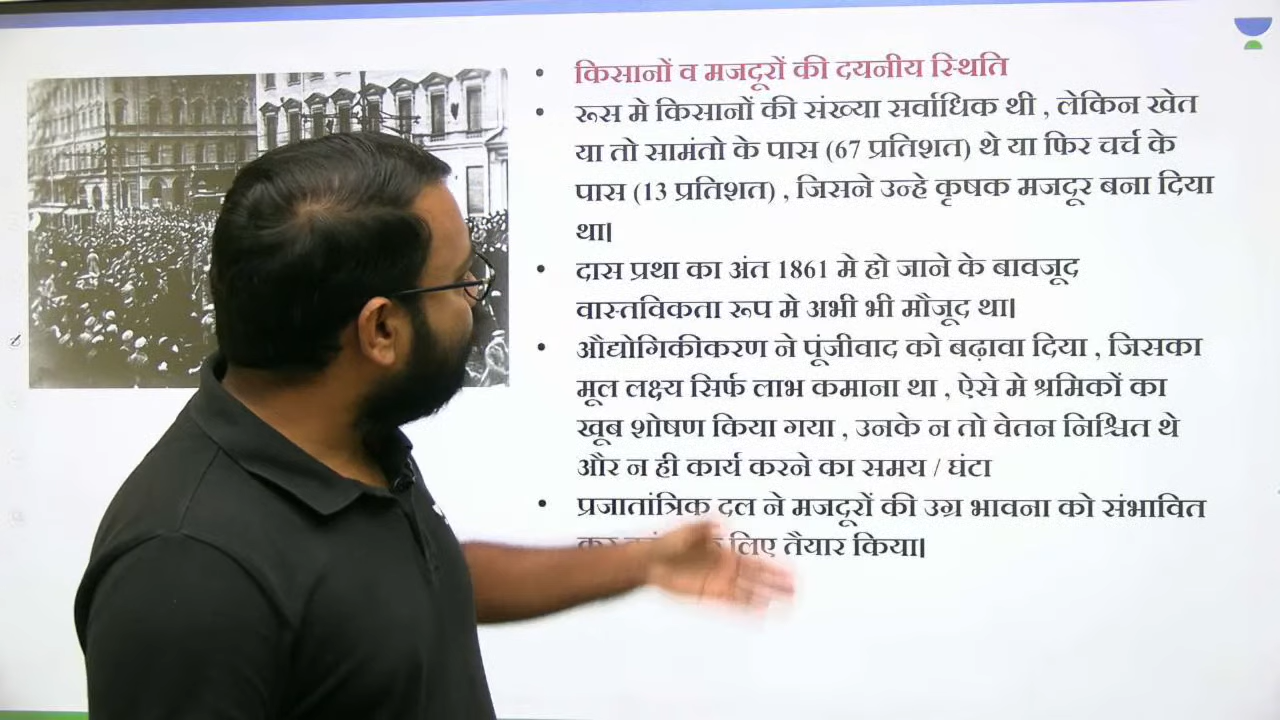 किसानों व मजदूरों की दयनीय स्थिति
रूस मे किसानों की संख्या सर्वाधिक थी , लेकिन खेत
या तो सामंतो के पास (67 प्रतिशत) थे या फिर चर्च के
पास (13 प्रतिशत) , जिसने उन्हे कृषक मजदूर बना दिया
था।
दास प्रथा का अंत 1861 मे हो जाने के बावजूद
वास्तविकता रूप मे अभी भी मौजूद था।
औद्योगिकीकरण ने पूंजीवाद को बढ़ावा दिया , जिसका
मूल लक्ष्य सिर्फ लाभ कमाना था , ऐसे मे श्रमिकों का
खूब शोषण किया गया , उनके न तो वेतन निश्चित थे
और न ही कार्य करने का समय / घंटा
प्रजातांत्रिक दल ने मजदूरों की उग्र भावना को संभावित
लिए तैयार किया।